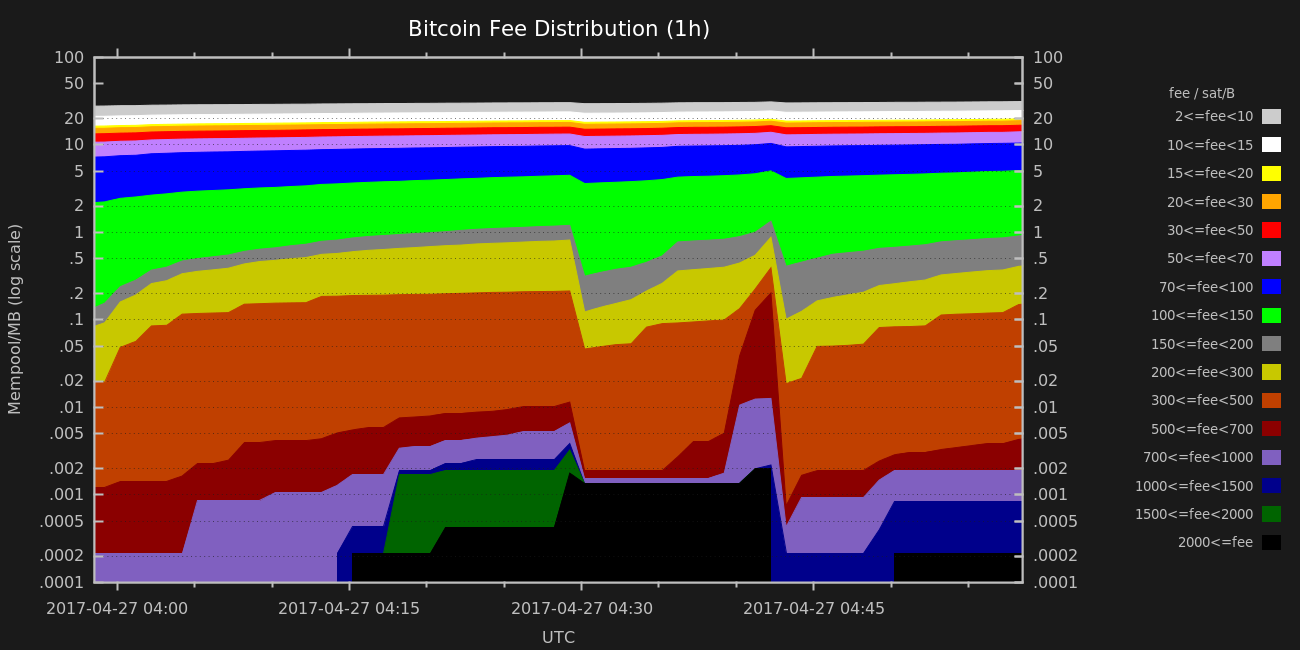 Bitcoin Fee Distribution (1h)
100 100
50 50
20 20
10 10
5 5
2 2
1 1
.5 .5
.2 .2
.1 .1
.05 .05
.02 .02
.01 .01
.005 .005
.002 .002
.001 .001
.0005 .0005
.0002 .0002
.0001 .0001
Mempool/MB (log scale)
2017-04-27 04:00 2017-04-27 04:15 2017-04-27 04:30 2017-04-27 04:45
UTC
fee / sat/B
2<=fee<10
10<=fee<15
15<=fee<20
20<=fee<30
30<=fee<50
50<=fee<70
70<=fee<100
100<=fee<150
150<=fee<200
200<=fee<300
300<=fee<500
500<=fee<700
700<=fee<1000
1000<=fee<1500
1500<=fee<2000
2000<=fee